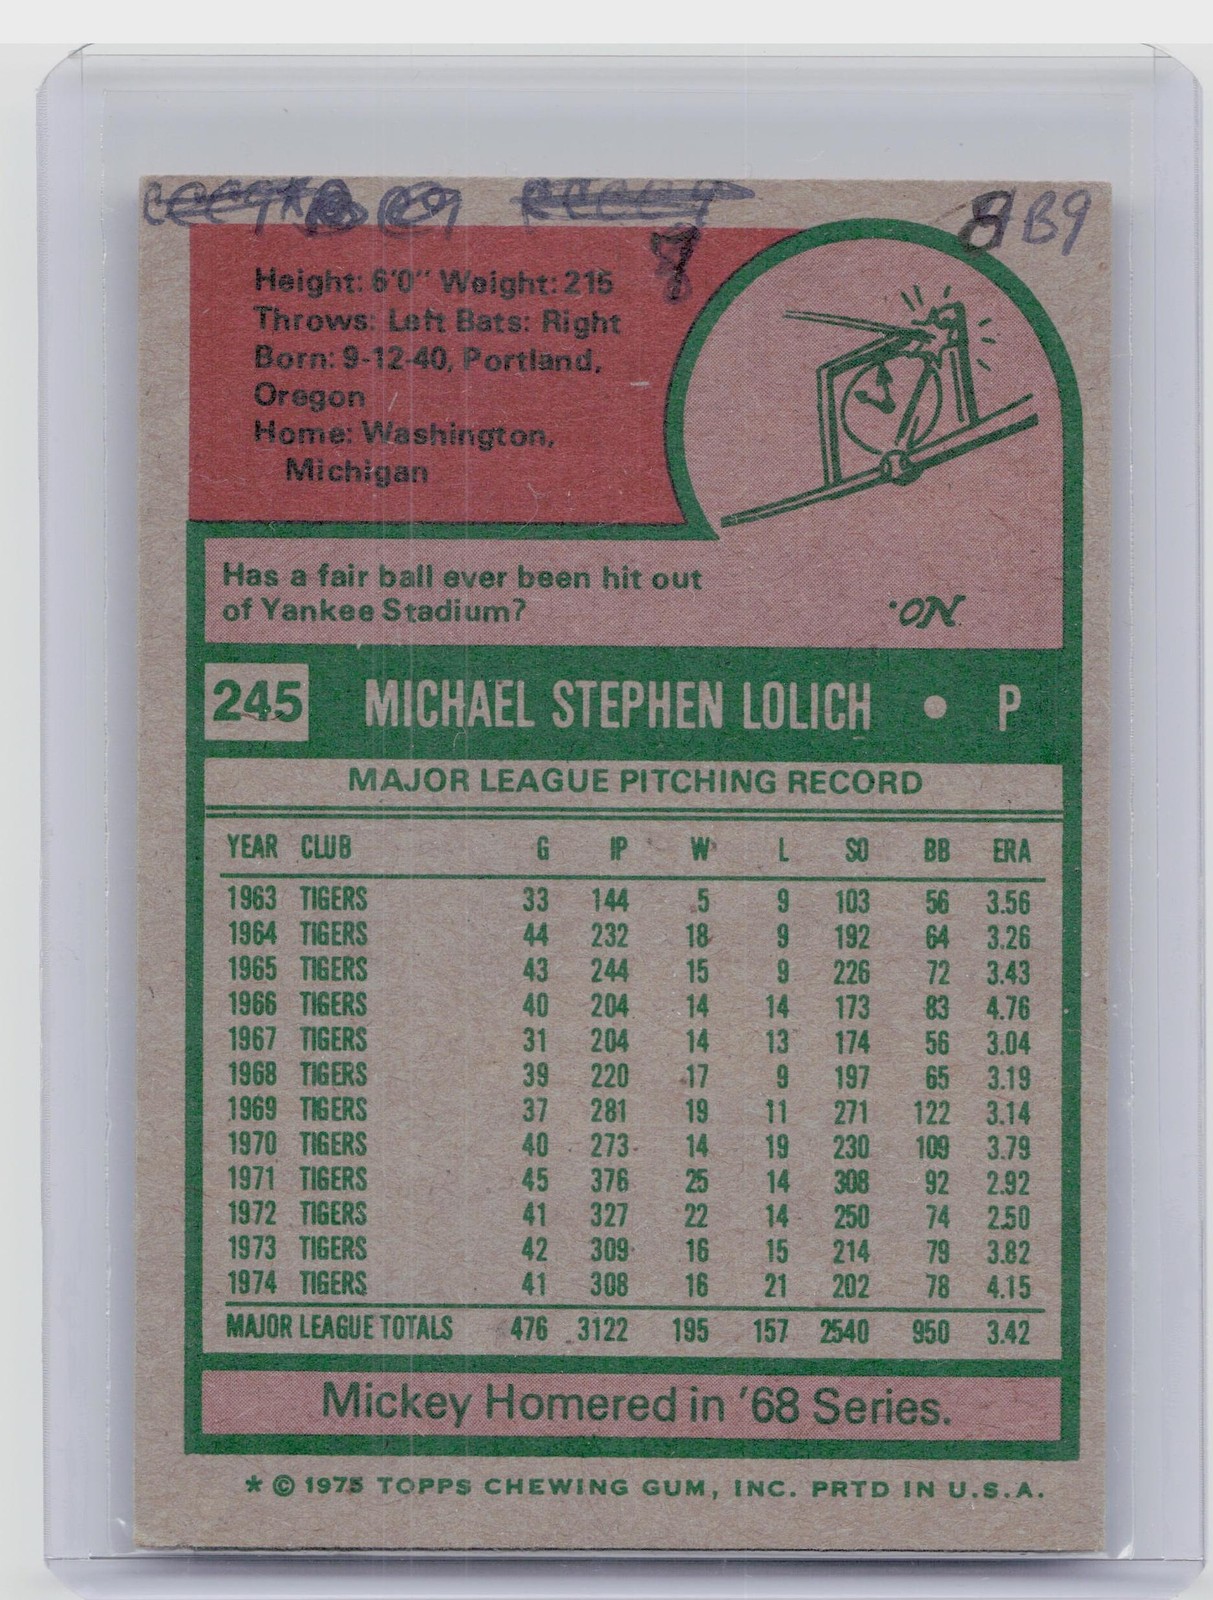 8 B9
8
Height: 6'0" Weight: 215
Throws: Left Bats: Right
Born: 9-12-40, Portland,
Oregon
Home: Washington,
Michigan
Has a fair ball ever been hit out
of Yankee Stadium?
No.
245 MICHAEL STEPHEN LOLICH • P
MAJOR LEAGUE PITCHING RECORD
YEAR CLUB G IP W L SO BB ERA
1963 TIGERS 33 144 5 9 103 56 3.56
1964 TIGERS 44 232 18 9 192 64 3.26
1965 TIGERS 43 244 15 9 226 72 3.43
1966 TIGERS 40 204 14 14 173 83 4.76
1967 TIGERS 31 204 14 13 174 56 3.04
1968 TIGERS 39 220 17 9 197 65 3.19
1969 TIGERS 37 281 19 11 271 122 3.14
1970 TIGERS 40 273 14 19 230 109 3.79
1971 TIGERS 45 376 25 14 308 92 2.92
1972 TIGERS 41 327 22 14 250 74 2.50
1973 TIGERS 42 309 16 15 214 79 3.82
1974 TIGERS 41 308 16 21 202 78 4.15
MAJOR LEAGUE TOTALS 476 3122 195 157 2540 950 3.42
Mickey Homered in '68 Series.
* © 1975 TOPPS CHEWING GUM, INC. PRTD IN U.S.A.